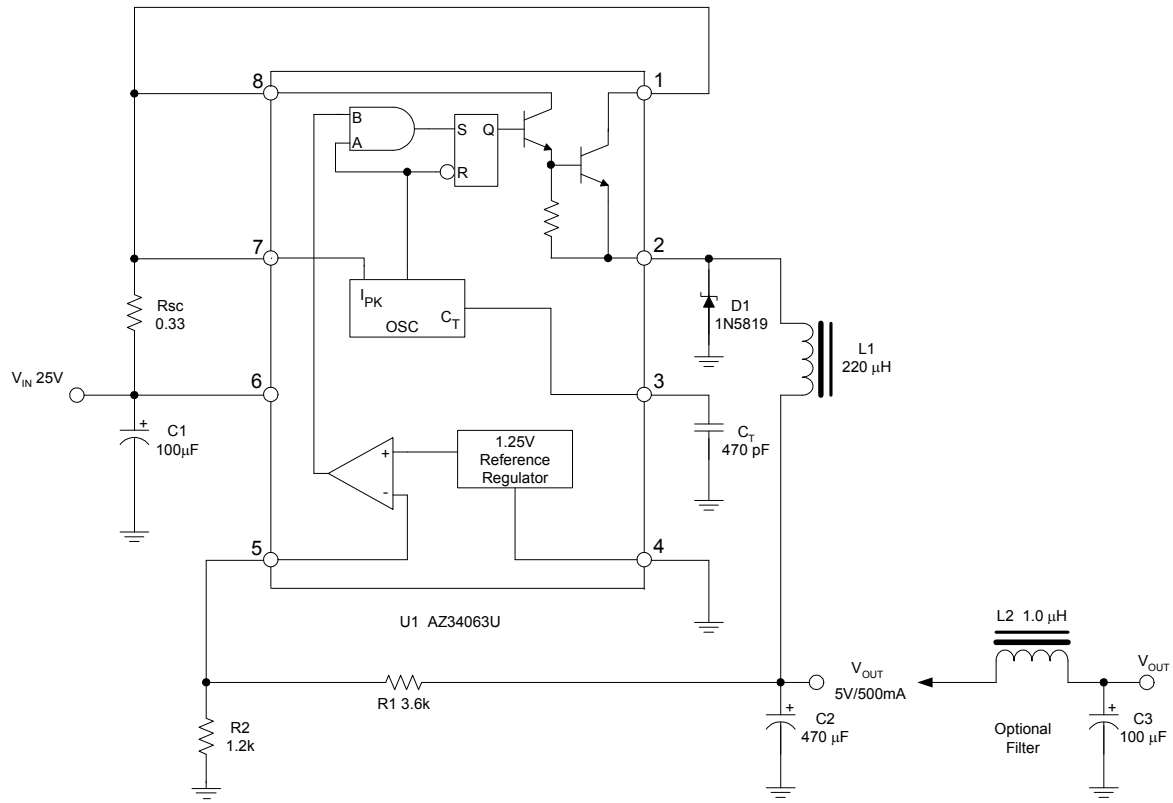 8
1
B
A
S
Q
R
7
2
I_PK
OSC
C_T
Rsc
0.33
D1
1N5819
L1
220 µH
V_IN 25V
6
3
C1
100µF
+
C_T
470 pF
1.25V
Reference
Regulator
+
-
5
4
U1 AZ34063U
L2 1.0 µH
V_OUT
5V/500mA
V_OUT
R1 3.6k
R2
1.2k
+
C2
470 µF
Optional
Filter
+
C3
100 µF